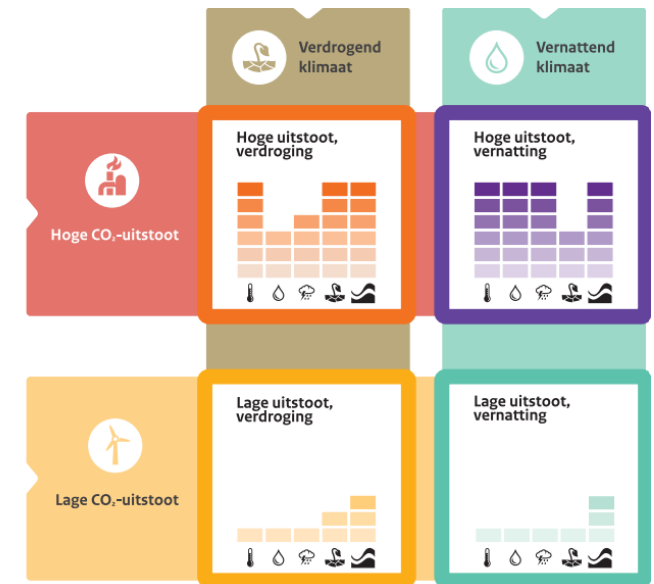 Verdrogend
klimaat
Vernattend
klimaat
Hoge CO₂-uitstoot
Hoge uitstoot,
verdroging
Hoge uitstoot,
vernatting
Lage CO₂-uitstoot
Lage uitstoot,
verdroging
Lage uitstoot,
vernatting